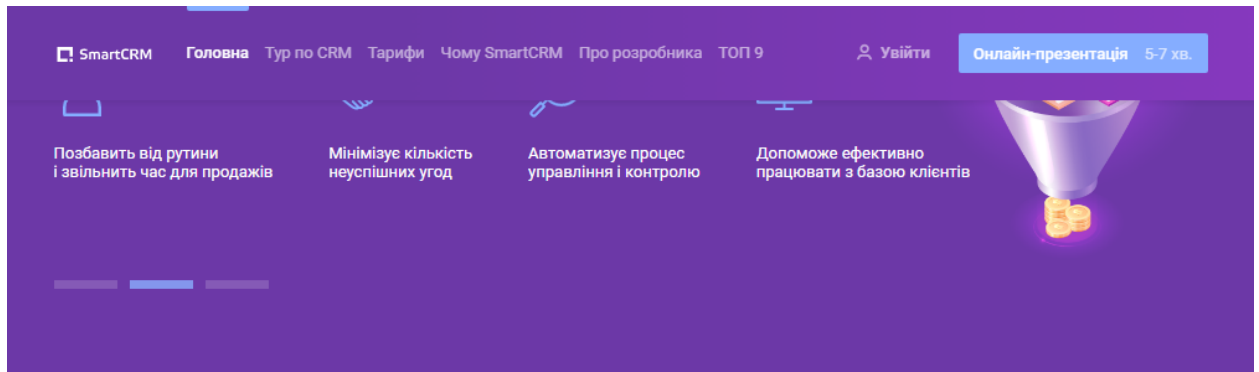 SmartCRM Головна Тур по CRM Тарифи Чому SmartCRM Про розробника ТОП 9 Увійти Онлайн-презентація 5-7 хв.
Позбавить від рутини
і звільнить час для продажів
Мінімізує кількість
неуспішних угод
Автоматизує процес
управління і контролю
Допоможе ефективно
працювати з базою клієнтів